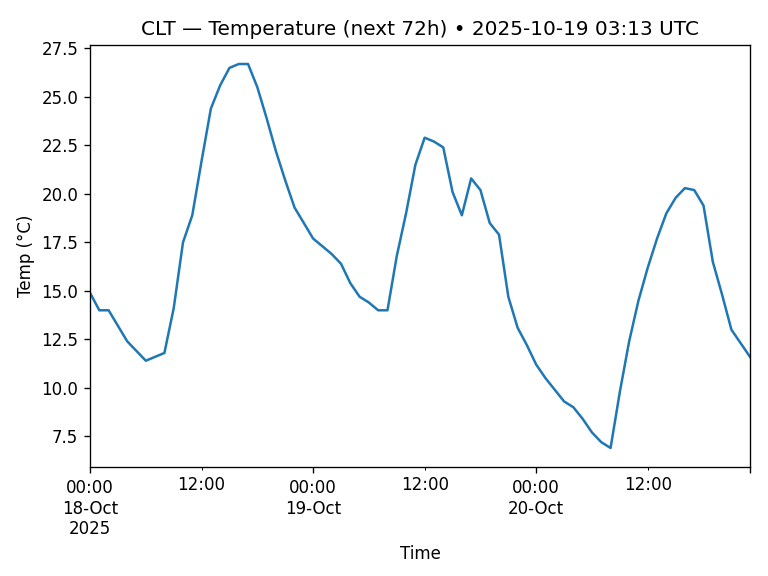 CLT — Temperature (next 72h) • 2025-10-19 03:13 UTC
27.5
25.0
22.5
20.0
17.5
15.0
12.5
10.0
7.5
Temp (°C)
00:00 12:00 00:00 12:00 00:00 12:00
18-Oct 19-Oct 20-Oct
2025
Time